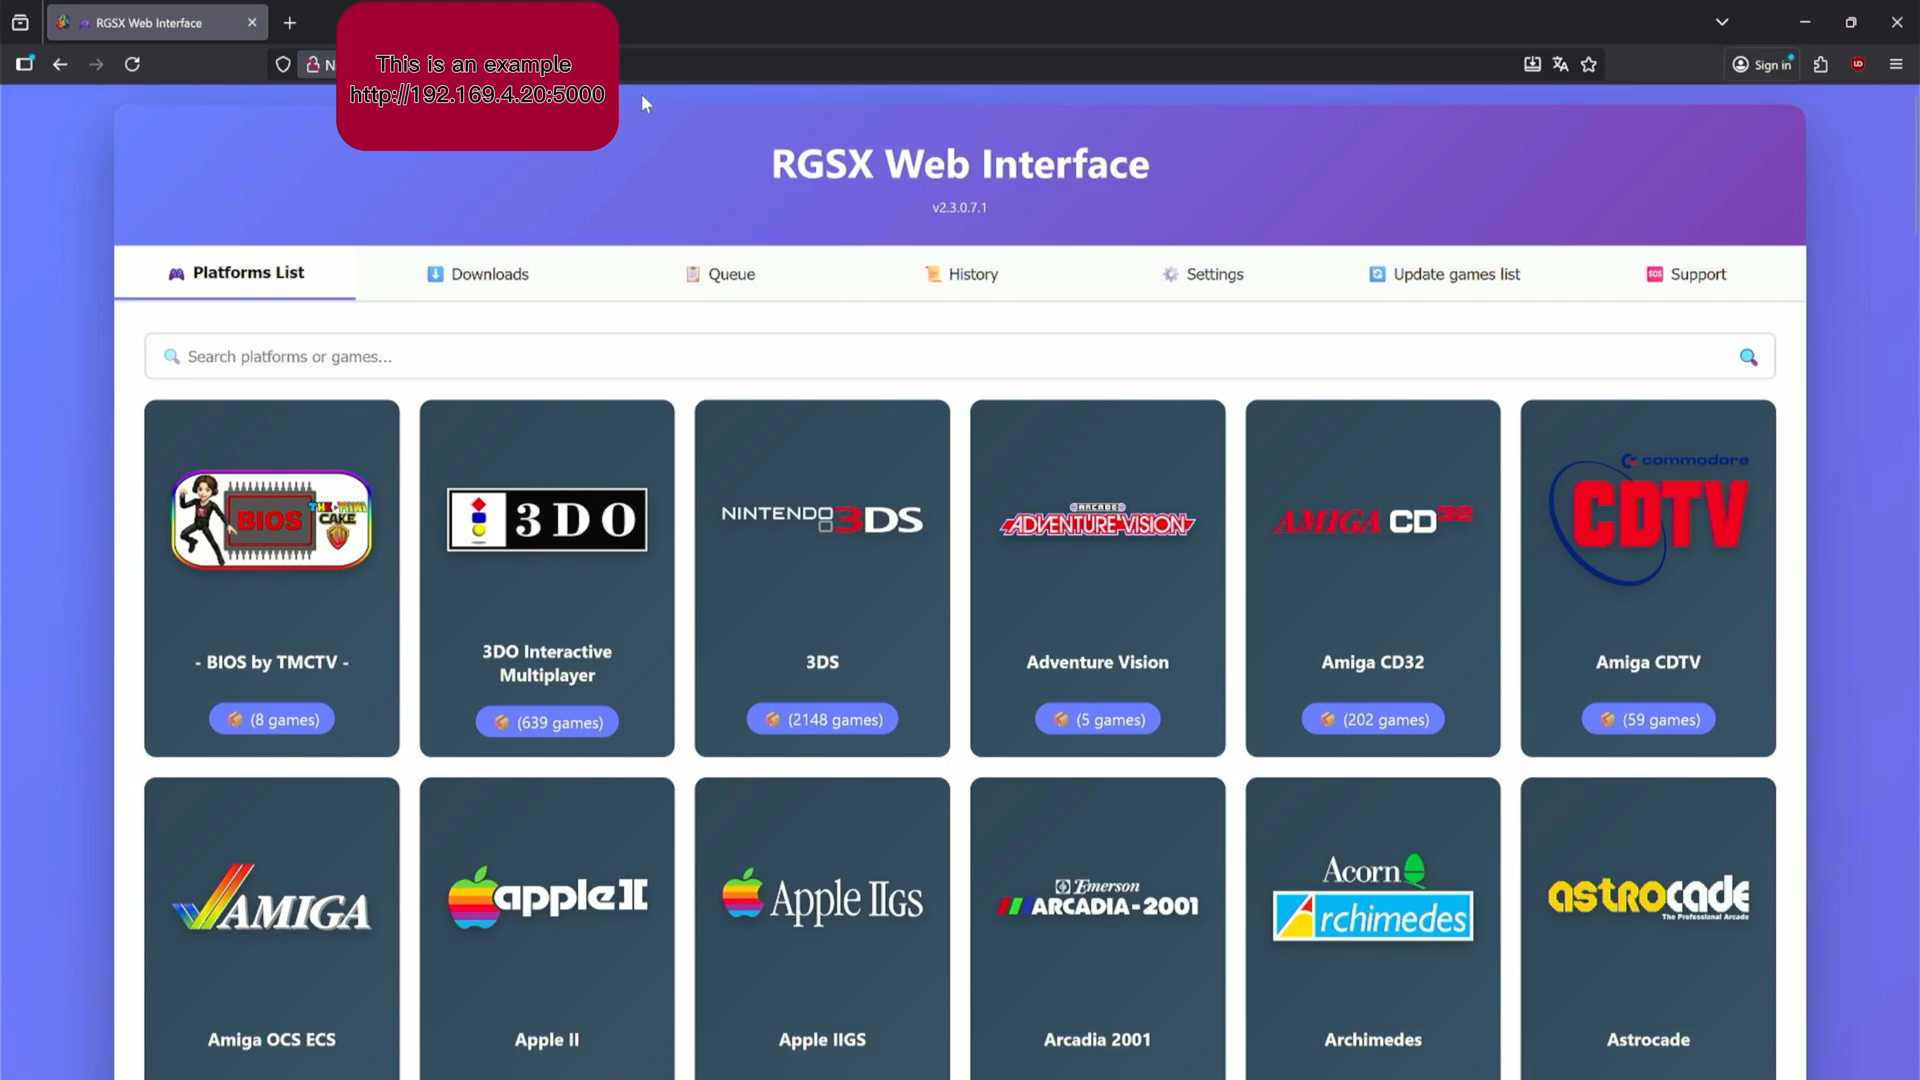 RGSX Web Interface
Sign in
This is an example
http://192.169.4.20:5000
RGSX Web Interface
v2.3.0.7.1
Platforms List
Downloads
Queue
History
Settings
Update games list
SOS
Support
Search platforms or games...
BIOS
THE MINI
CAKE
3DO
NINTENDO 3DS
ADVENTURE VISION
AMIGA CD32
commodore
CDTV
- BIOS by TMCTV -
3DO Interactive
Multiplayer
3DS
Adventure Vision
Amiga CD32
Amiga CDTV
(8 games)
(639 games)
(2148 games)
(5 games)
(202 games)
(59 games)
AMIGA
apple II
Apple IIGS
Emerson
ARCADIA-2001
Acorn
Archimedes
astrocade
The Professional Arcade
Amiga OCS ECS
Apple II
Apple IIGS
Arcadia 2001
Archimedes
Astrocade